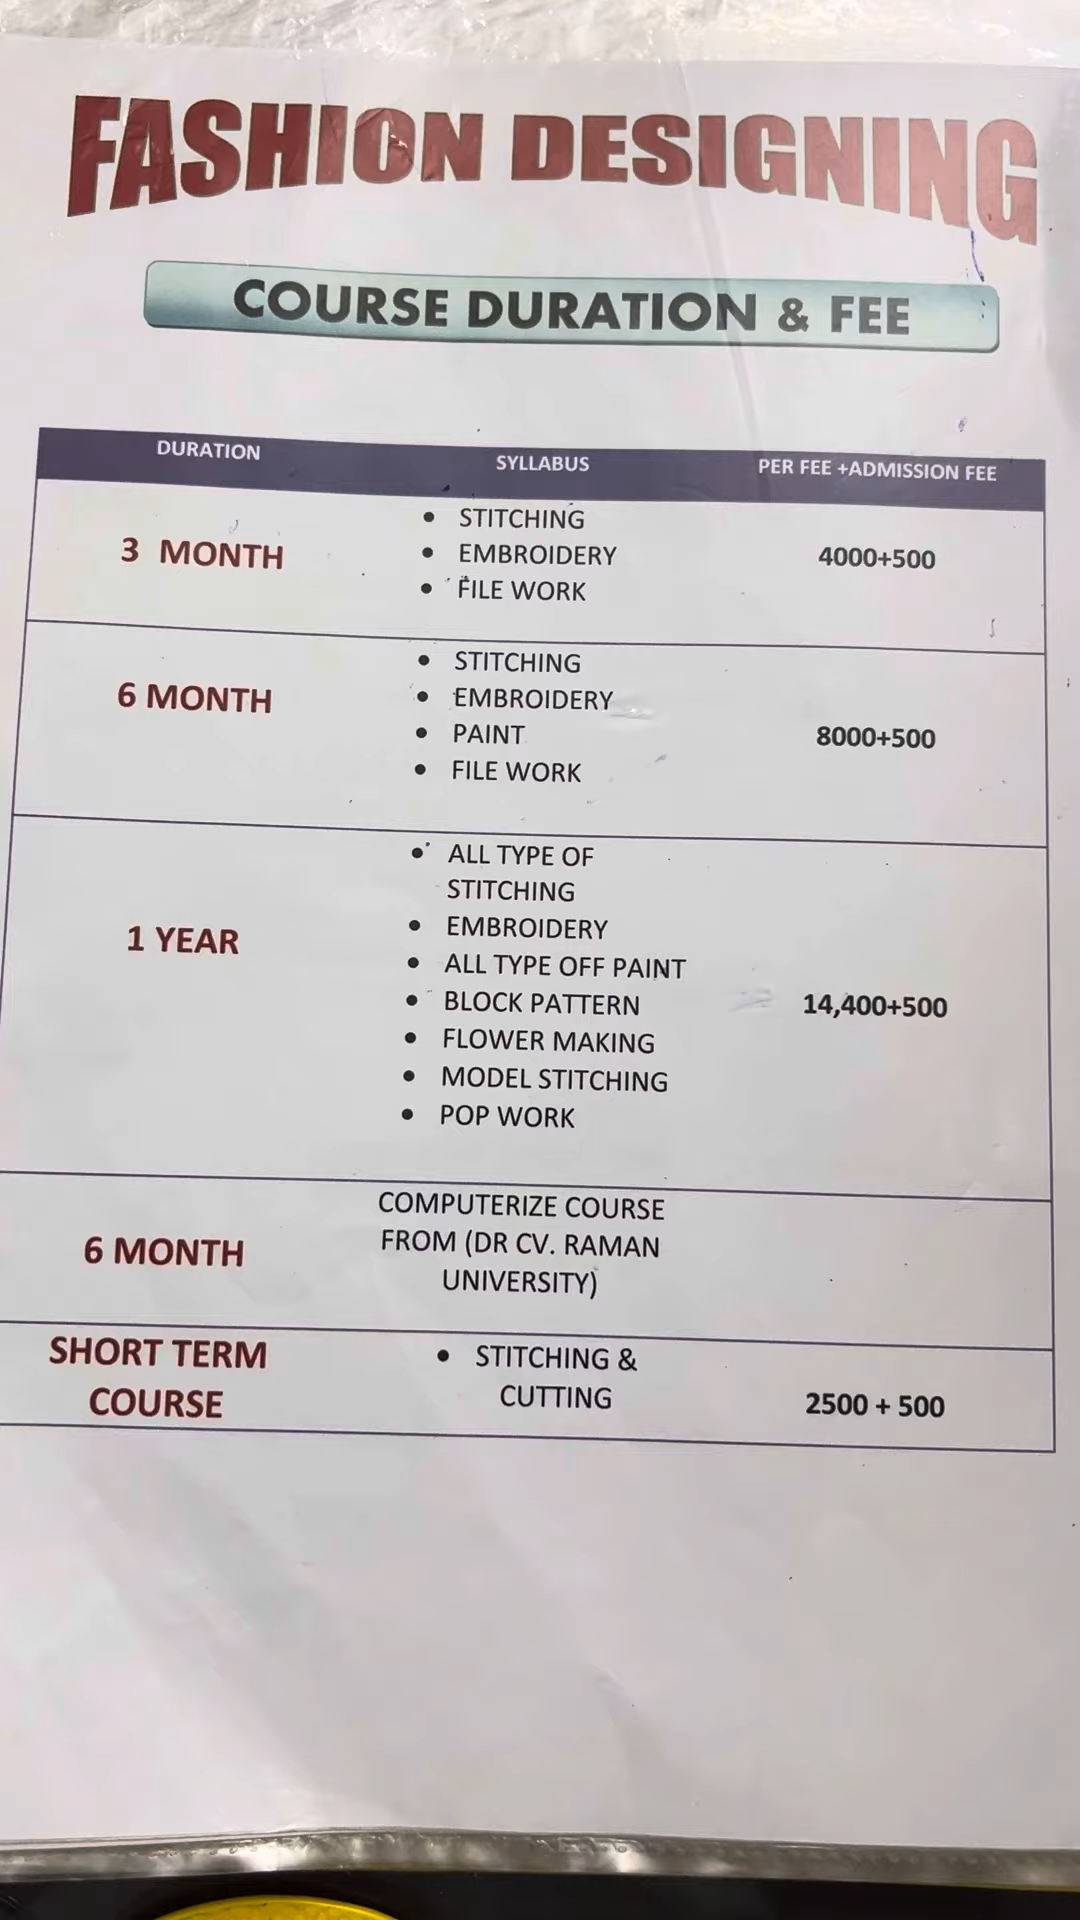 FASHION DESIGNING
COURSE DURATION & FEE
DURATION SYLLABUS PER FEE +ADMISSION FEE
3 MONTH
• STITCHING
• EMBROIDERY
• FILE WORK
4000+500
6 MONTH
• STITCHING
• EMBROIDERY
• PAINT
• FILE WORK
8000+500
1 YEAR
• ALL TYPE OF
STITCHING
• EMBROIDERY
• ALL TYPE OFF PAINT
• BLOCK PATTERN
• FLOWER MAKING
• MODEL STITCHING
• POP WORK
14,400+500
6 MONTH
COMPUTERIZE COURSE
FROM (DR CV. RAMAN
UNIVERSITY)
SHORT TERM
COURSE
• STITCHING &
CUTTING
2500 + 500